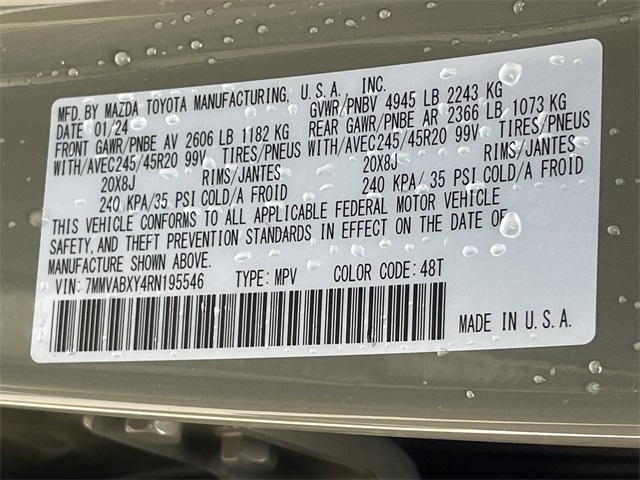 MFD. BY MAZDA TOYOTA MANUFACTURING, U.S.A., INC.
DATE 01/24 GVWR/PNBV 4945 LB 2243 KG
FRONT GAWR/PNBE AV 2606 LB 1182 KG REAR GAWR/PNBE AR 2366 LB 1073 KG
WITH/AVEC245/45R20 99V TIRES/PNEUS WITH/AVEC245/45R20 99V TIRES/PNEUS
20X8J RIMS/JANTES 20X8J RIMS/JANTES
240 KPA/35 PSI COLD/A FROID 240 KPA/35 PSI COLD/A FROID
THIS VEHICLE CONFORMS TO ALL APPLICABLE FEDERAL MOTOR VEHICLE
SAFETY, AND THEFT PREVENTION STANDARDS IN EFFECT ON THE DATE OF
MANUFACTURE SHOWN ABOVE.
VIN: 7MMVABXY4RN195546 TYPE: MPV COLOR CODE: 48T
MADE IN U.S.A.